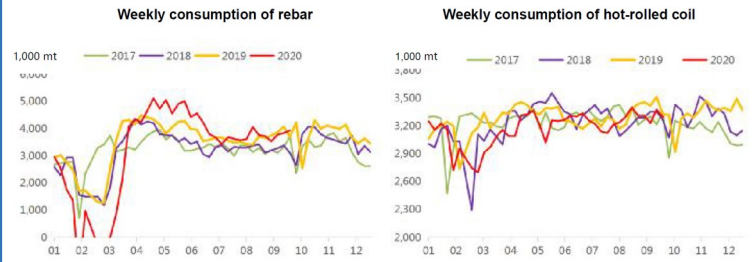 Weekly consumption of rebar
1,000 mt
2017 2018 2019 2020
6,000
5,000
4,000
3,000
2,000
1,000
0
01 02 03 04 05 06 07 08 09 10 11 12
Weekly consumption of hot-rolled coil
1,000 mt
2017 2018 2019 2020
3,800
3,500
3,200
2,900
2,600
2,300
2,000
01 02 03 04 05 06 07 08 09 10 11 12